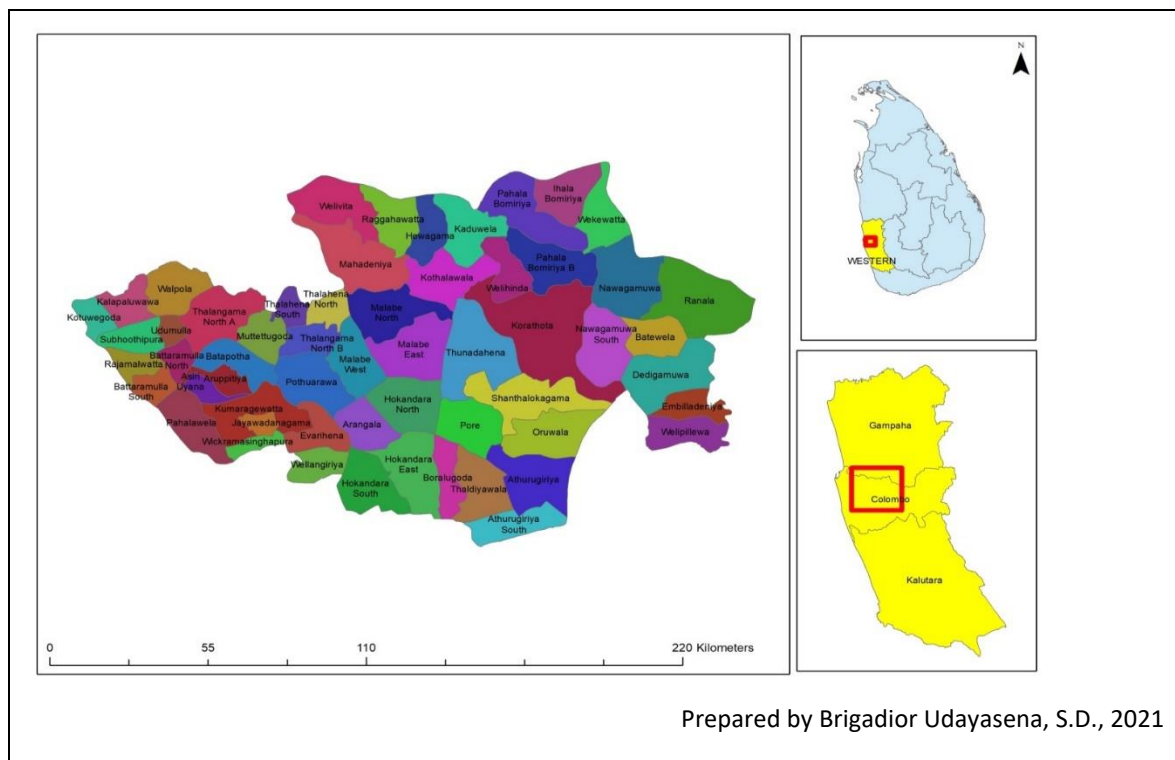 N
Welivita
Raggahawatta
Hewagama
Kaduwela
Pahala
Bomiriya
Ihala
Bomiriya
Wekewatta
Mahadeniya
Kothalawala
Welihinda
Pahala
Bomiriya B
Nawagamuwa
Ranala
Walpola
Kalapaluwawa
Kotuwegoda
Thalangama
North A
Thalahena
South
Thalahena
North
Malabe
North
Korathota
Nawagamuwa
South
Batewela
Udumulla
Subhoothipura
Muttettugoda
Thalangama
North B
Malabe
East
Thunadahena
Rajamalwatta
Battaramulla
North
Batapotha
Malabe
West
Dedigamuwa
Battaramulla
South
Asiri
Uyana
Aruppitiya
Pothuarawa
Hokandara
North
Shanthalokagama
Embilladeniya
Pahalawela
Kumaragewatta
Jayawadanagama
Evarihena
Arangala
Pore
Oruwala
Welipillewa
Wickramasinghapura
Wellangiriya
Hokandara
South
Hokandara
East
Boralugoda
Thaldiyawala
Athurugiriya
Athurugiriya
South
0 55 110 220 Kilometers
WESTERN
Gampaha
Colombo
Kalutara
Prepared by Brigadior Udayasena, S.D., 2021